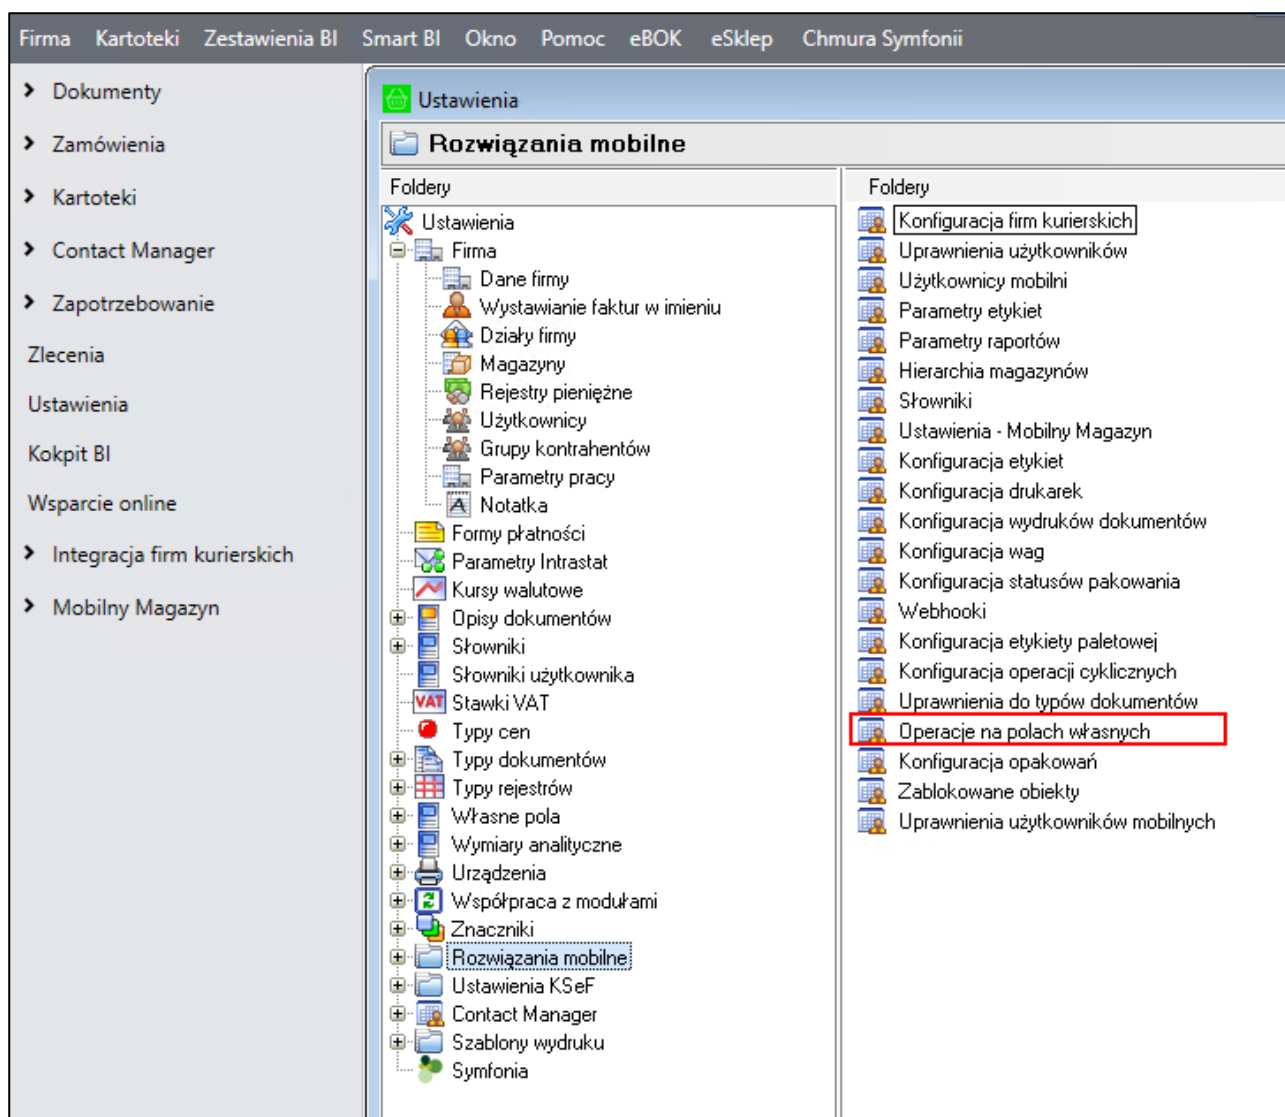 Firma Kartoteki Zestawienia BI Smart BI Okno Pomoc eBOK eSklep Chmura Symfonii
Dokumenty
Zamówienia
Kartoteki
Contact Manager
Zapotrzebowanie
Zlecenia
Ustawienia
Kokpit BI
Wsparcie online
Integracja firm kurierskich
Mobilny Magazyn
Ustawienia
Rozwiązania mobilne
Foldery
Ustawienia
Firma
Dane firmy
Wystawianie faktur w imieniu
Działy firmy
Magazyny
Rejestry pieniężne
Użytkownicy
Grupy kontrahentów
Parametry pracy
A Notatka
Formy płatności
Parametry Intrastat
Kursy walutowe
Opisy dokumentów
Słowniki
Słowniki użytkownika
VAT Stawki VAT
Typy cen
Typy dokumentów
Typy rejestrów
Własne pola
Wymiary analityczne
Urządzenia
Współpraca z modułami
Znaczniki
Rozwiązania mobilne
Ustawienia KSeF
Contact Manager
Szablony wydruku
Symfonia
Foldery
Konfiguracja firm kurierskich
Uprawnienia użytkowników
Użytkownicy mobilni
Parametry etykiet
Parametry raportów
Hierarchia magazynów
Słowniki
Ustawienia - Mobilny Magazyn
Konfiguracja etykiet
Konfiguracja drukarek
Konfiguracja wydruków dokumentów
Konfiguracja wag
Konfiguracja statusów pakowania
Webhooki
Konfiguracja etykiety paletowej
Konfiguracja operacji cyklicznych
Uprawnienia do typów dokumentów
Operacje na polach własnych
Konfiguracja opakowań
Zablokowane obiekty
Uprawnienia użytkowników mobilnych